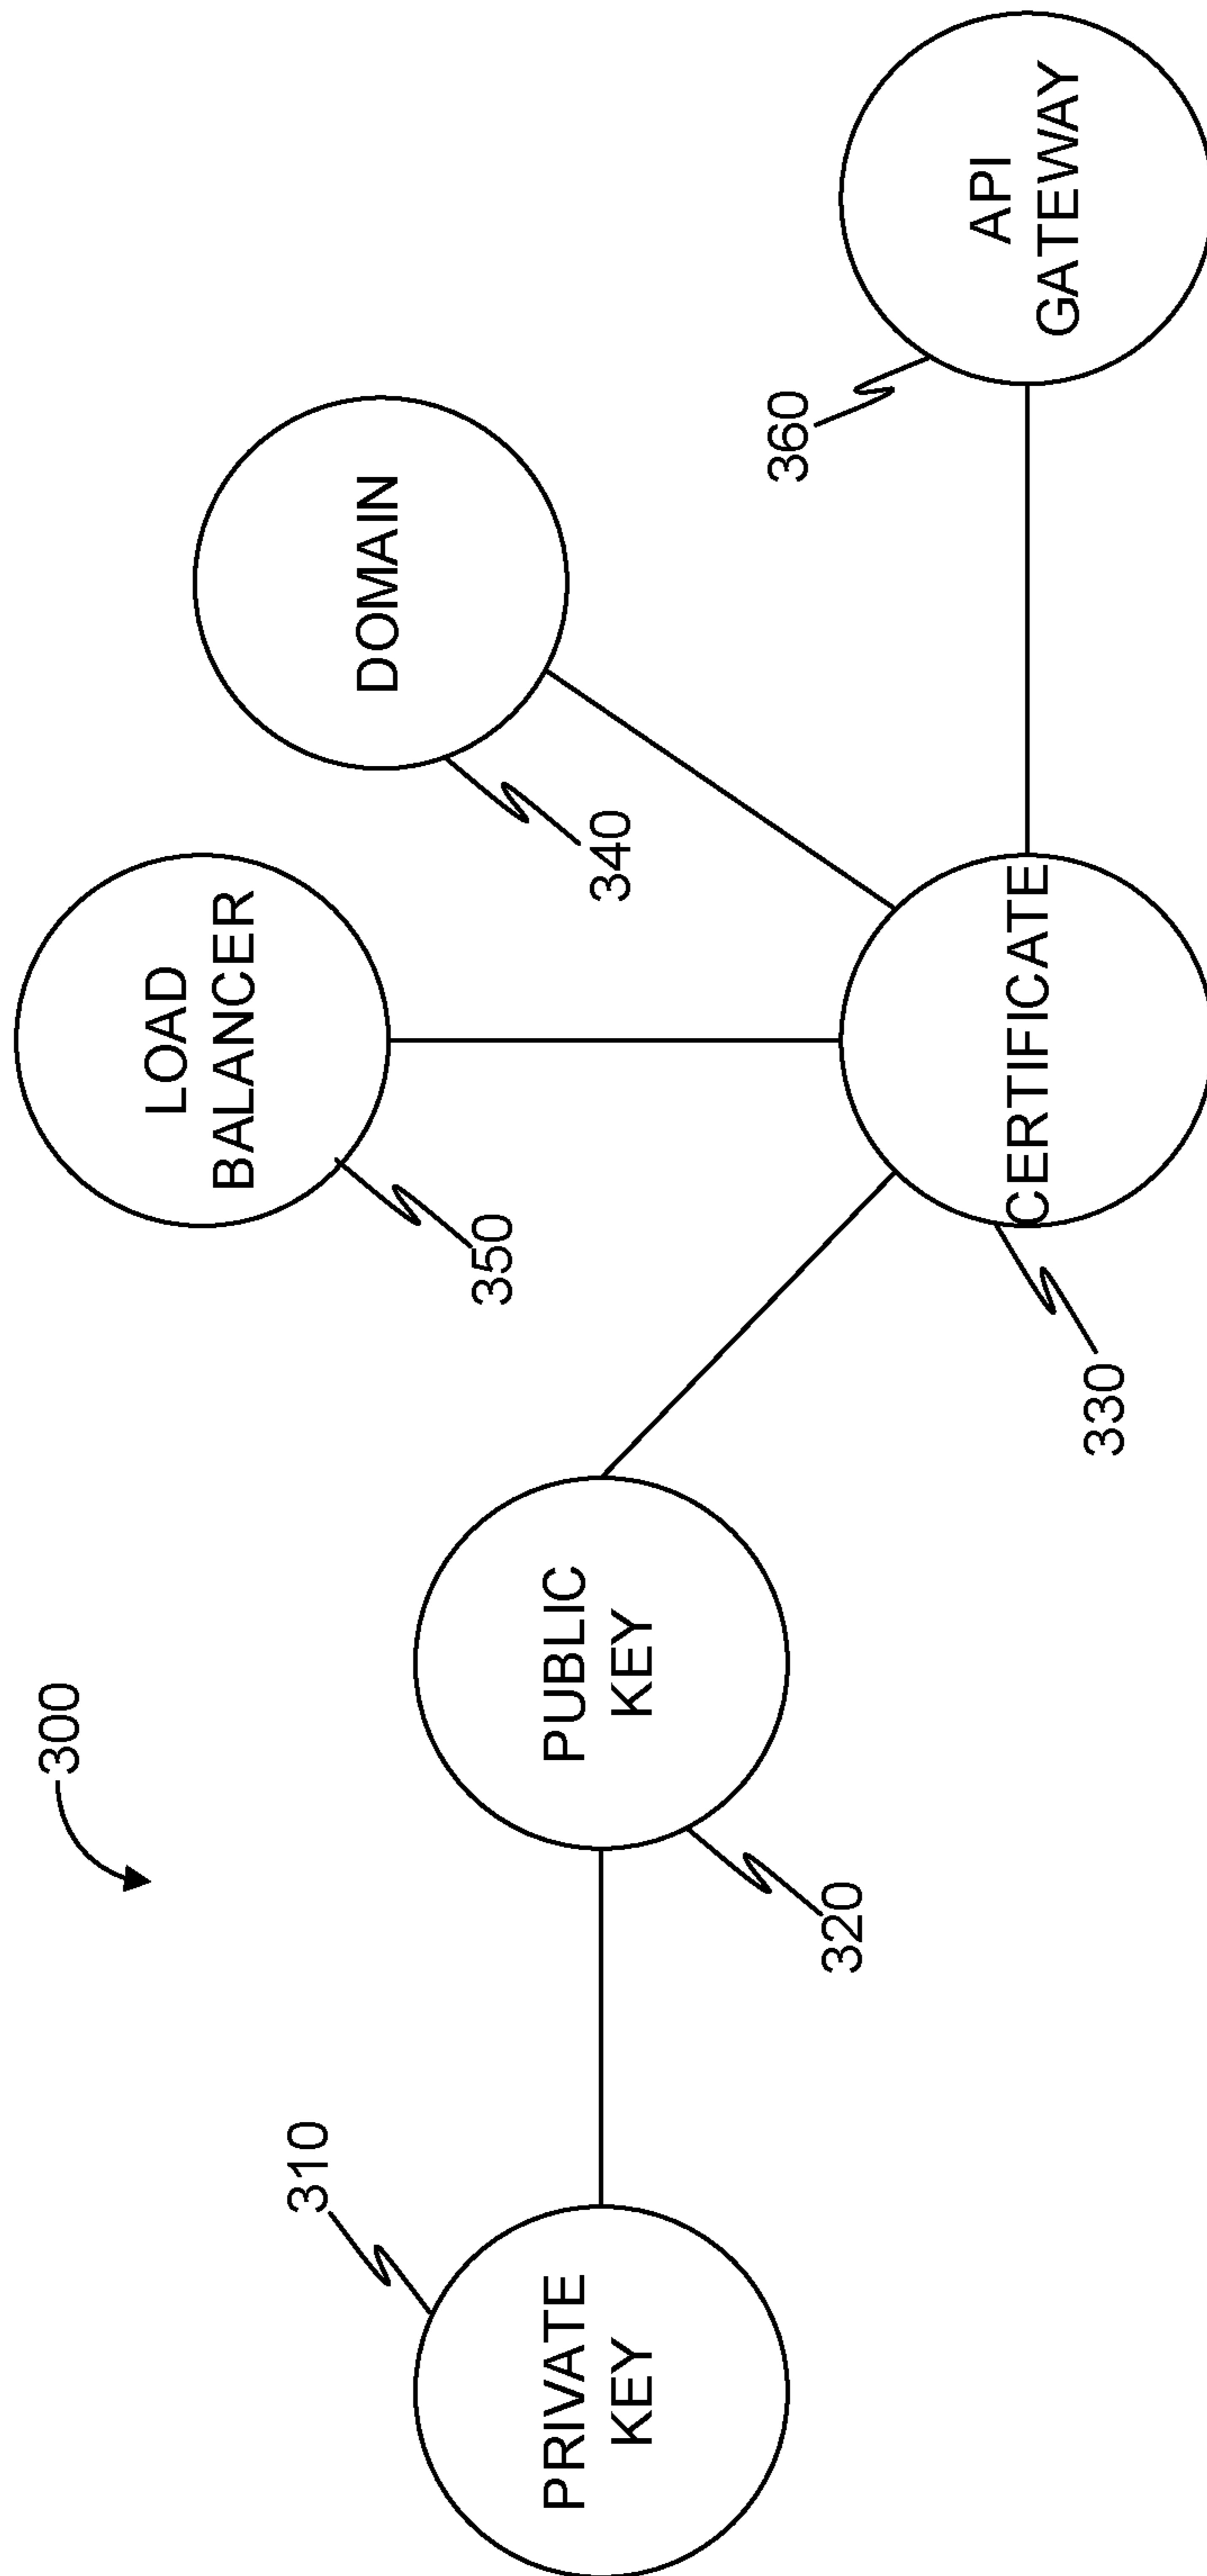 300
LOAD
BALANCER
310
DOMAIN
350
PRIVATE
KEY
PUBLIC
KEY
340
360
320
API
GATEWAY
CERTIFICATE
330